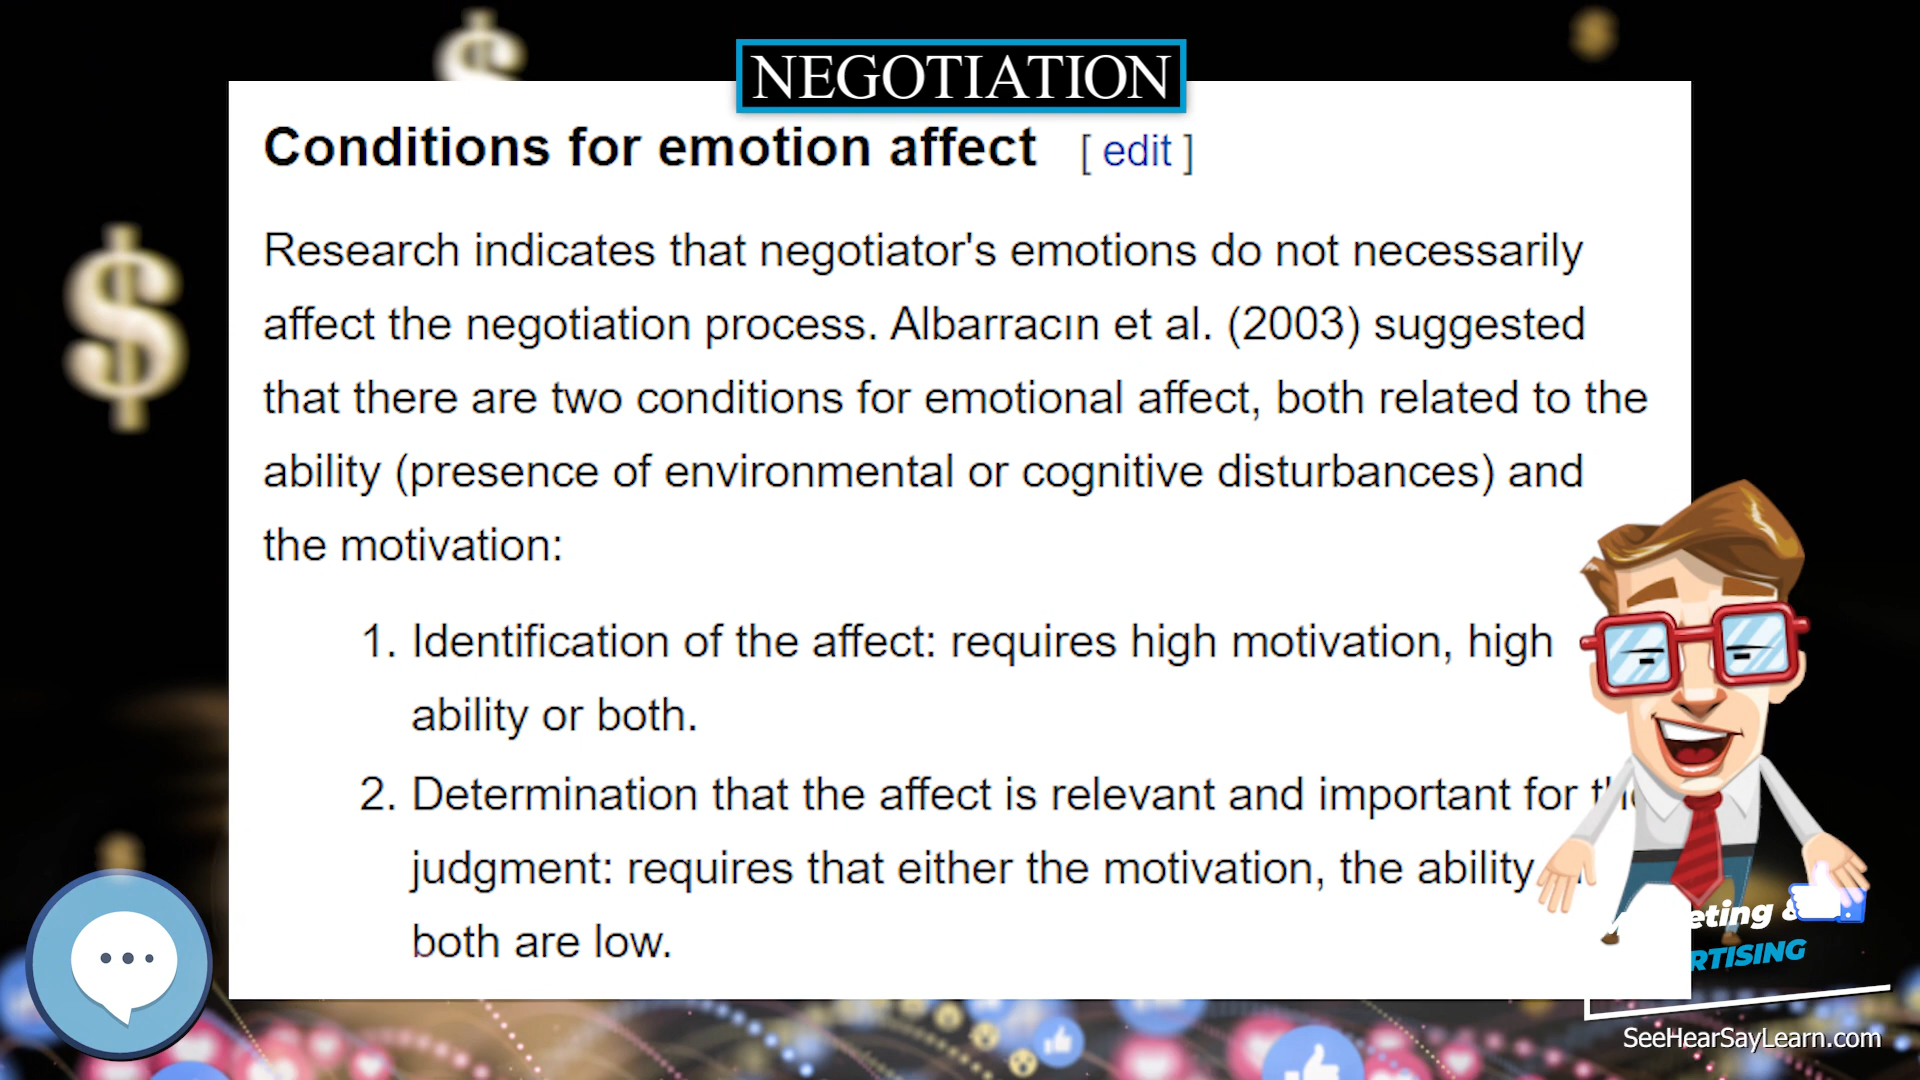 NEGOTIATION
Conditions for emotion affect [ edit ]
Research indicates that negotiator's emotions do not necessarily
affect the negotiation process. Albarracın et al. (2003) suggested
that there are two conditions for emotional affect, both related to the
ability (presence of environmental or cognitive disturbances) and
the motivation:
1. Identification of the affect: requires high motivation, high
ability or both.
2. Determination that the affect is relevant and important for
judgment: requires that either the motivation, the ability
both are low.
SeeHearSayLearn.com